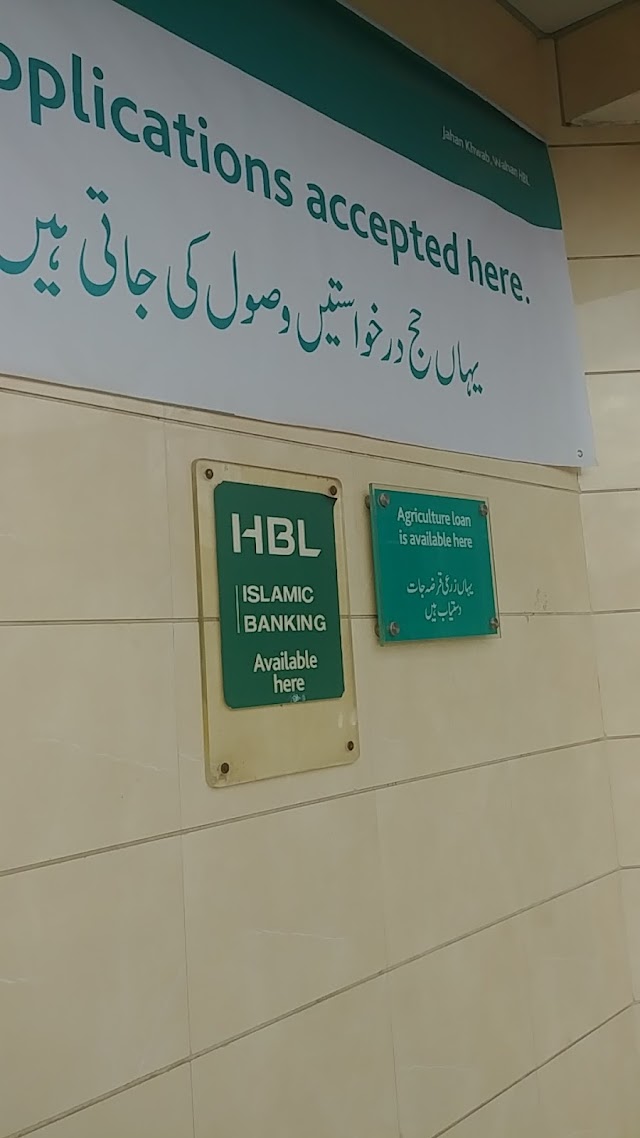 Jahan Khwab, Wahan HBL
pplications accepted here.
یہاں حج درخواستیں وصول کی جاتی ہیں
HBL
ISLAMIC
BANKING
Available
here
Agriculture loan
is available here
یہاں زرعی قرضہ جات
دستیاب ہیں